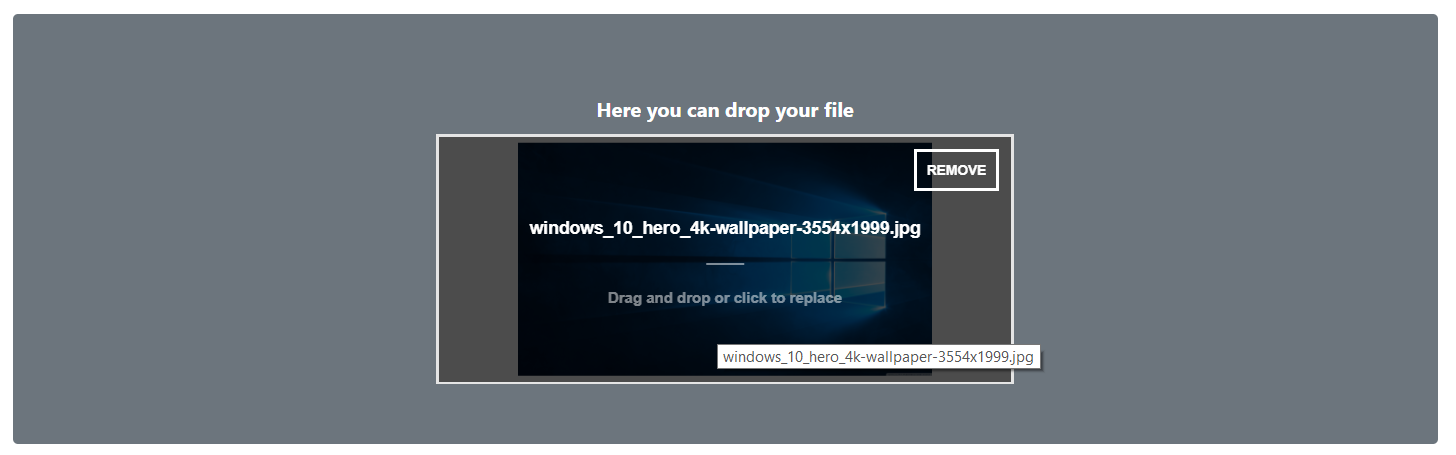 Here you can drop your file
REMOVE
windows_10_hero_4k-wallpaper-3554x1999.jpg
Drag and drop or click to replace
windows_10_hero_4k-wallpaper-3554x1999.jpg